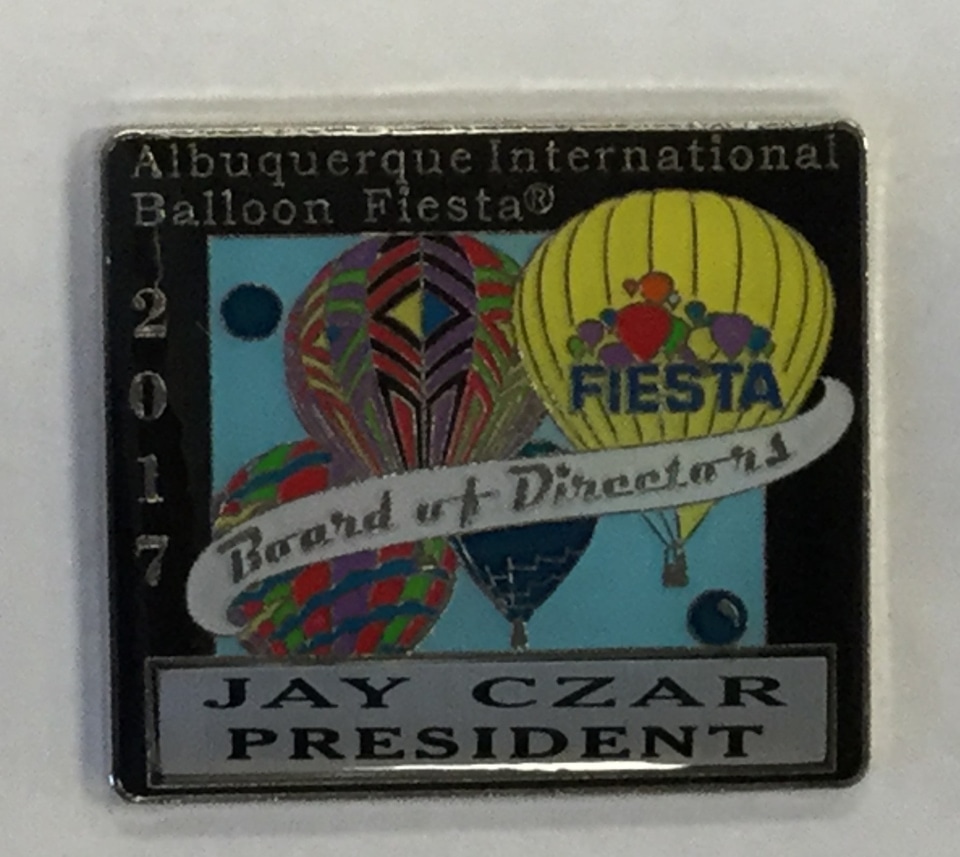 Albuquerque International
Balloon Fiesta®
2017
FIESTA
Board of Directors
JAY CZAR
PRESIDENT